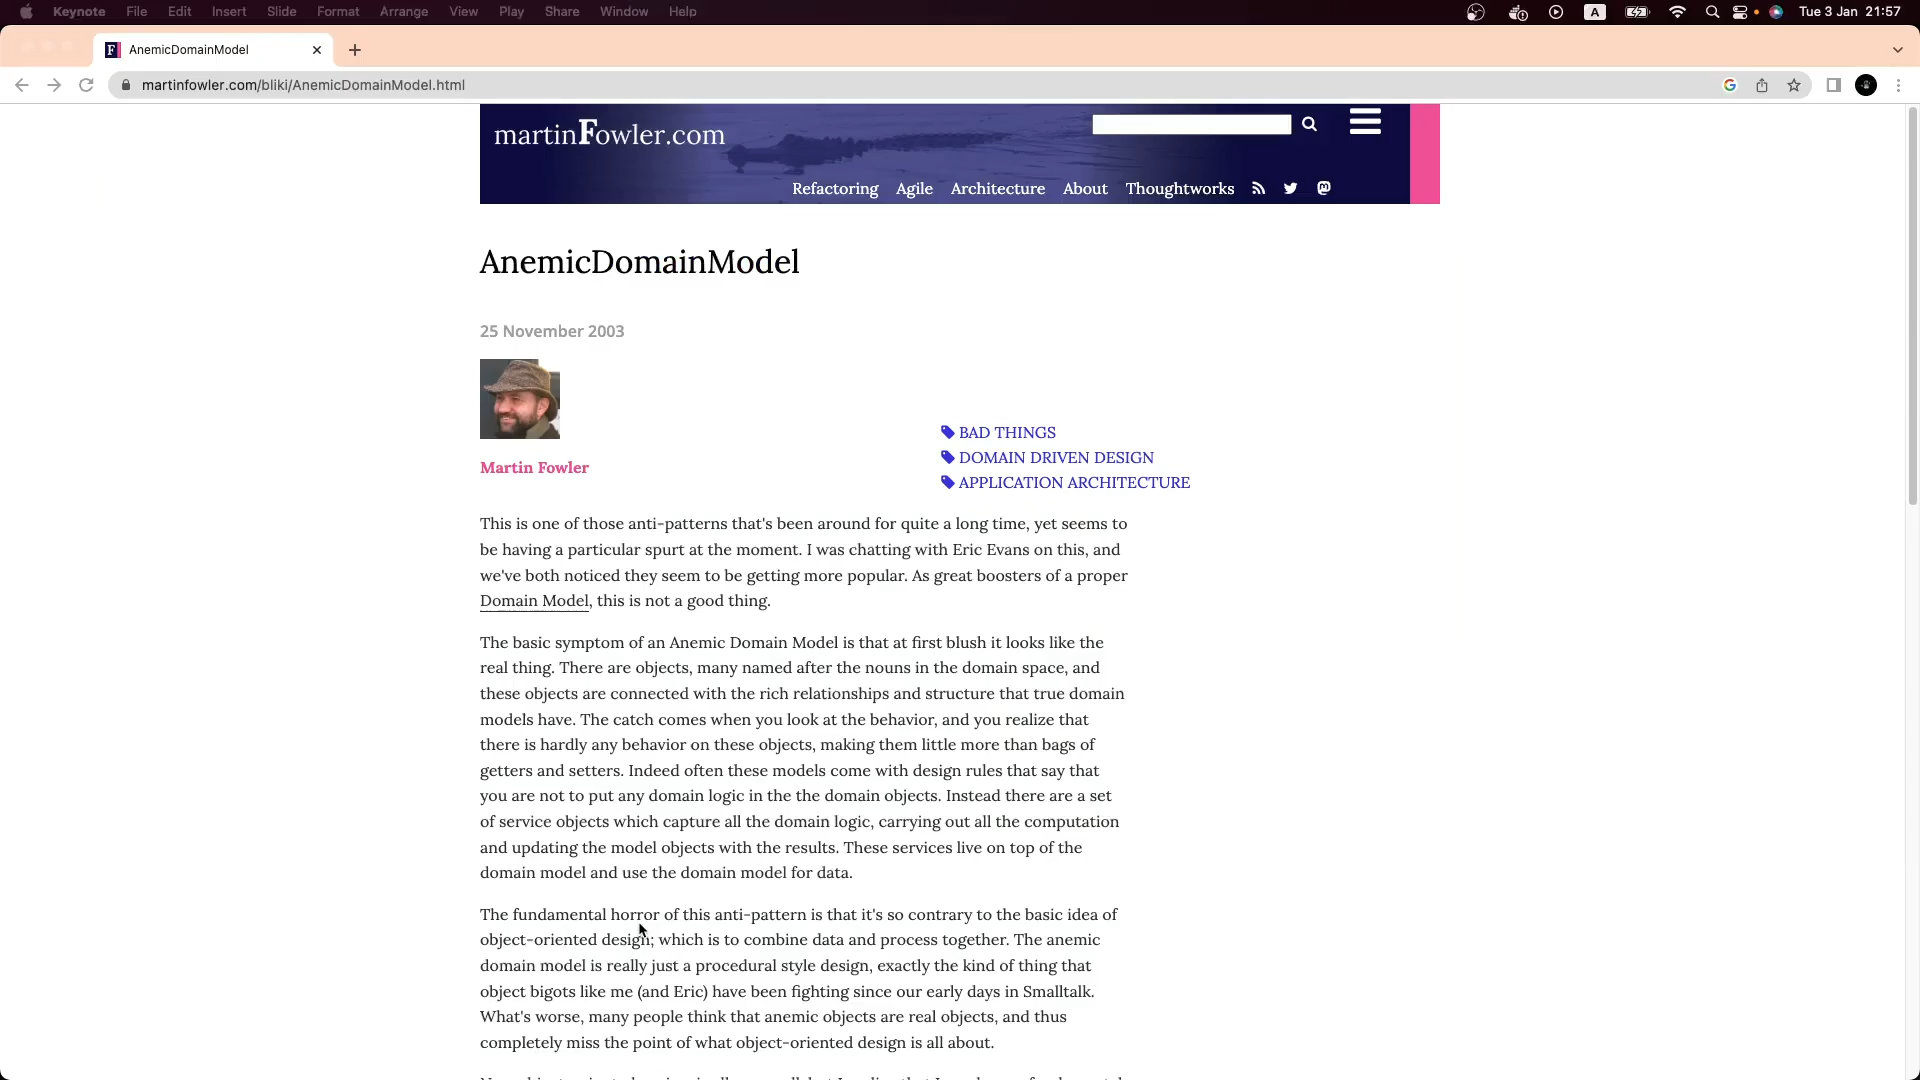 Keynote File Edit Insert Slide Format Arrange View Play Share Window Help A Tue 3 Jan 21:57
F AnemicDomainModel
martinfowler.com/bliki/AnemicDomainModel.html
martinFowler.com
Refactoring Agile Architecture About Thoughtworks
AnemicDomainModel
25 November 2003
Martin Fowler
BAD THINGS
DOMAIN DRIVEN DESIGN
APPLICATION ARCHITECTURE
This is one of those anti-patterns that's been around for quite a long time, yet seems to
be having a particular spurt at the moment. I was chatting with Eric Evans on this, and
we've both noticed they seem to be getting more popular. As great boosters of a proper
Domain Model, this is not a good thing.
The basic symptom of an Anemic Domain Model is that at first blush it looks like the
real thing. There are objects, many named after the nouns in the domain space, and
these objects are connected with the rich relationships and structure that true domain
models have. The catch comes when you look at the behavior, and you realize that
there is hardly any behavior on these objects, making them little more than bags of
getters and setters. Indeed often these models come with design rules that say that
you are not to put any domain logic in the the domain objects. Instead there are a set
of service objects which capture all the domain logic, carrying out all the computation
and updating the model objects with the results. These services live on top of the
domain model and use the domain model for data.
The fundamental horror of this anti-pattern is that it's so contrary to the basic idea of
object-oriented design; which is to combine data and process together. The anemic
domain model is really just a procedural style design, exactly the kind of thing that
object bigots like me (and Eric) have been fighting since our early days in Smalltalk.
What's worse, many people think that anemic objects are real objects, and thus
completely miss the point of what object-oriented design is all about.